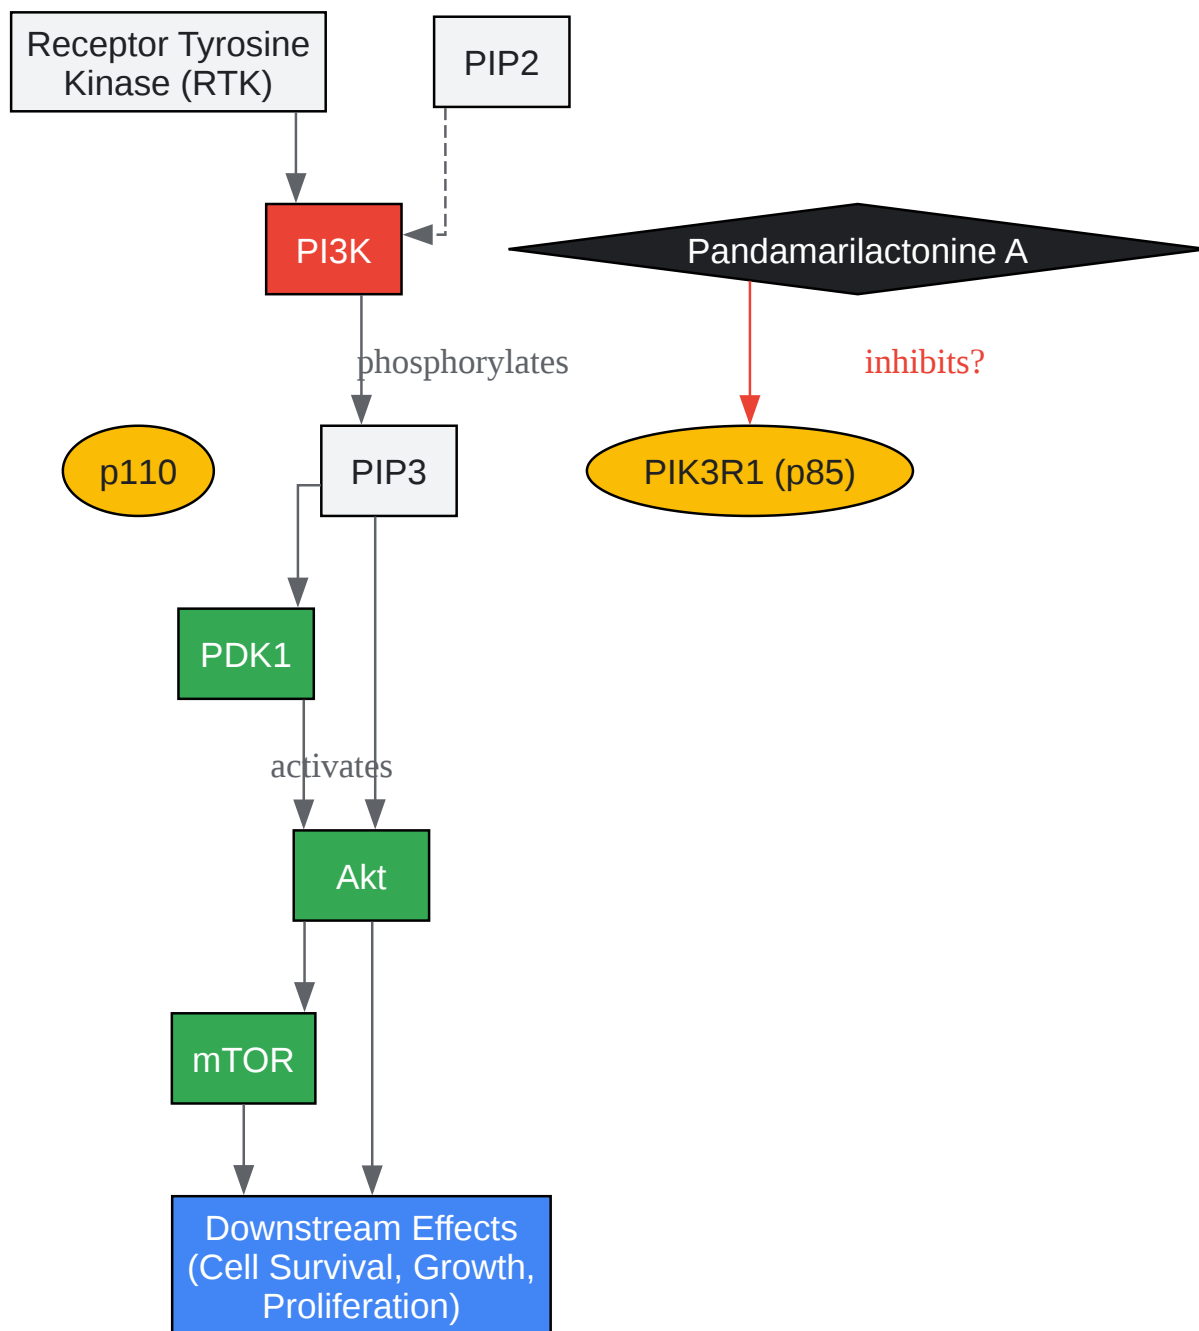 Receptor Tyrosine
Kinase (RTK)
PIP2
PI3K
Pandamarilactonine A
phosphorylates
inhibits?
p110
PIP3
PIK3R1 (p85)
PDK1
activates
Akt
mTOR
Downstream Effects
(Cell Survival, Growth,
Proliferation)